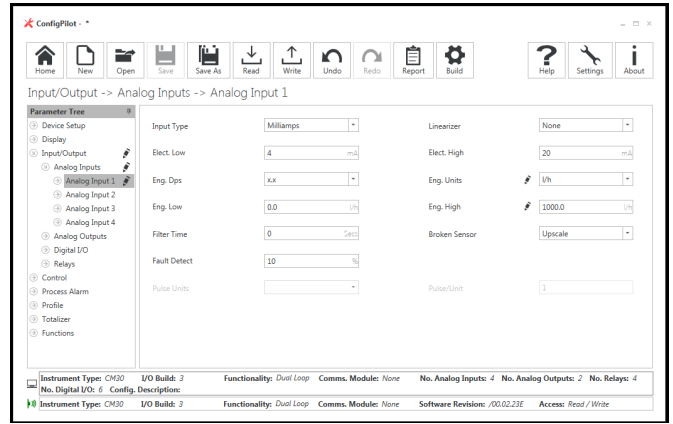 ConfigPilot - *
Home New Open Save Save As Read Write Undo Redo Report Build Help Settings About
Input/Output -> Analog Inputs -> Analog Input 1
Parameter Tree
Device Setup
Display
Input/Output
Analog Inputs
Analog Input 1
Analog Input 2
Analog Input 3
Analog Input 4
Analog Outputs
Digital I/O
Relays
Control
Process Alarm
Profile
Totalizer
Functions
Input Type Milliamps Linearizer None
Elect. Low 4 mA Elect. High 20 mA
Eng. Dps x.x Eng. Units l/h
Eng. Low 0.0 l/h Eng. High 1000.0 l/h
Filter Time 0 Secs Broken Sensor Upscale
Fault Detect 10 %
Pulse Units Pulse/Unit 1
Instrument Type: CM30 I/O Build: 3 Functionality: Dual Loop Comms. Module: None No. Analog Inputs: 4 No. Analog Outputs: 2 No. Relays: 4
No. Digital I/O: 6 Config. Description:
Instrument Type: CM30 I/O Build: 3 Functionality: Dual Loop Comms. Module: None Software Revision: /00.02.23E Access: Read / Write